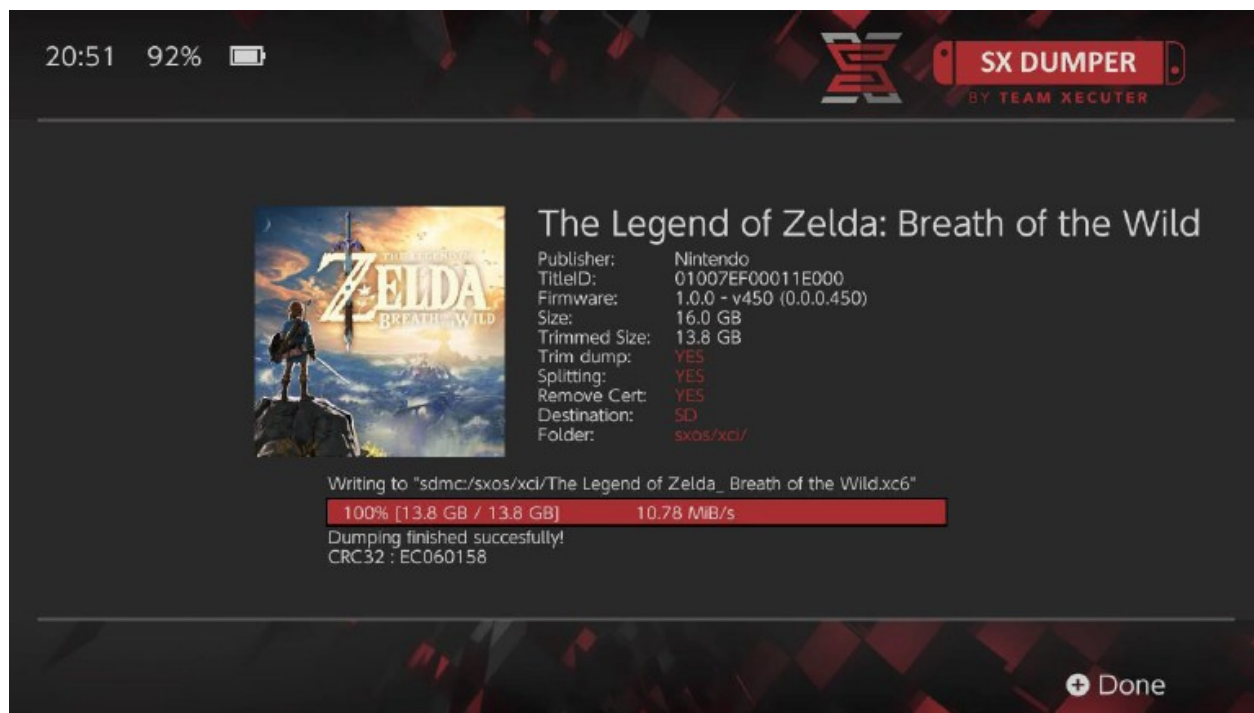 20:51 92%
SX DUMPER
BY TEAM XECUTER
THE LEGEND OF
ZELDA
BREATH OF THE WILD
The Legend of Zelda: Breath of the Wild
Publisher: Nintendo
TitleID: 01007EF00011E000
Firmware: 1.0.0 - v450 (0.0.0.450)
Size: 16.0 GB
Trimmed Size: 13.8 GB
Trim dump: YES
Splitting: YES
Remove Cert: YES
Destination: SD
Folder: sxos/xci/
Writing to "sdmc:/sxos/xci/The Legend of Zelda_ Breath of the Wild.xc6"
100% [13.8 GB / 13.8 GB] 10.78 MiB/s
Dumping finished succesfully!
CRC32 : EC060158
Done